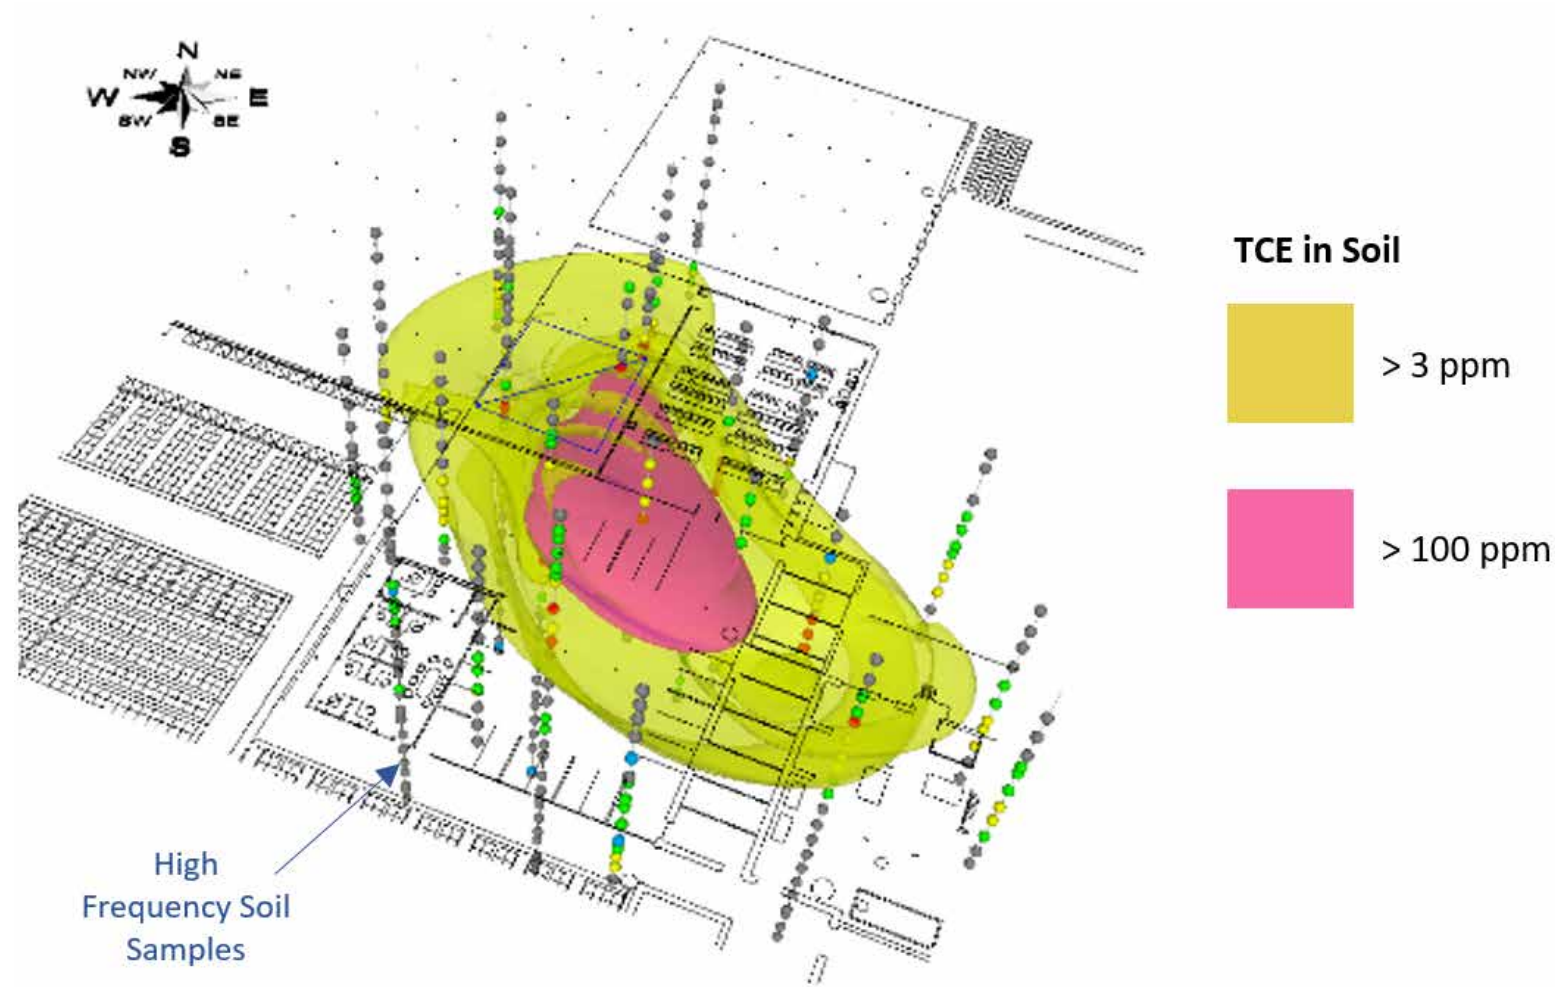 N
NW NE
W E
SW SE
S
TCE in Soil
> 3 ppm
> 100 ppm
High
Frequency Soil
Samples